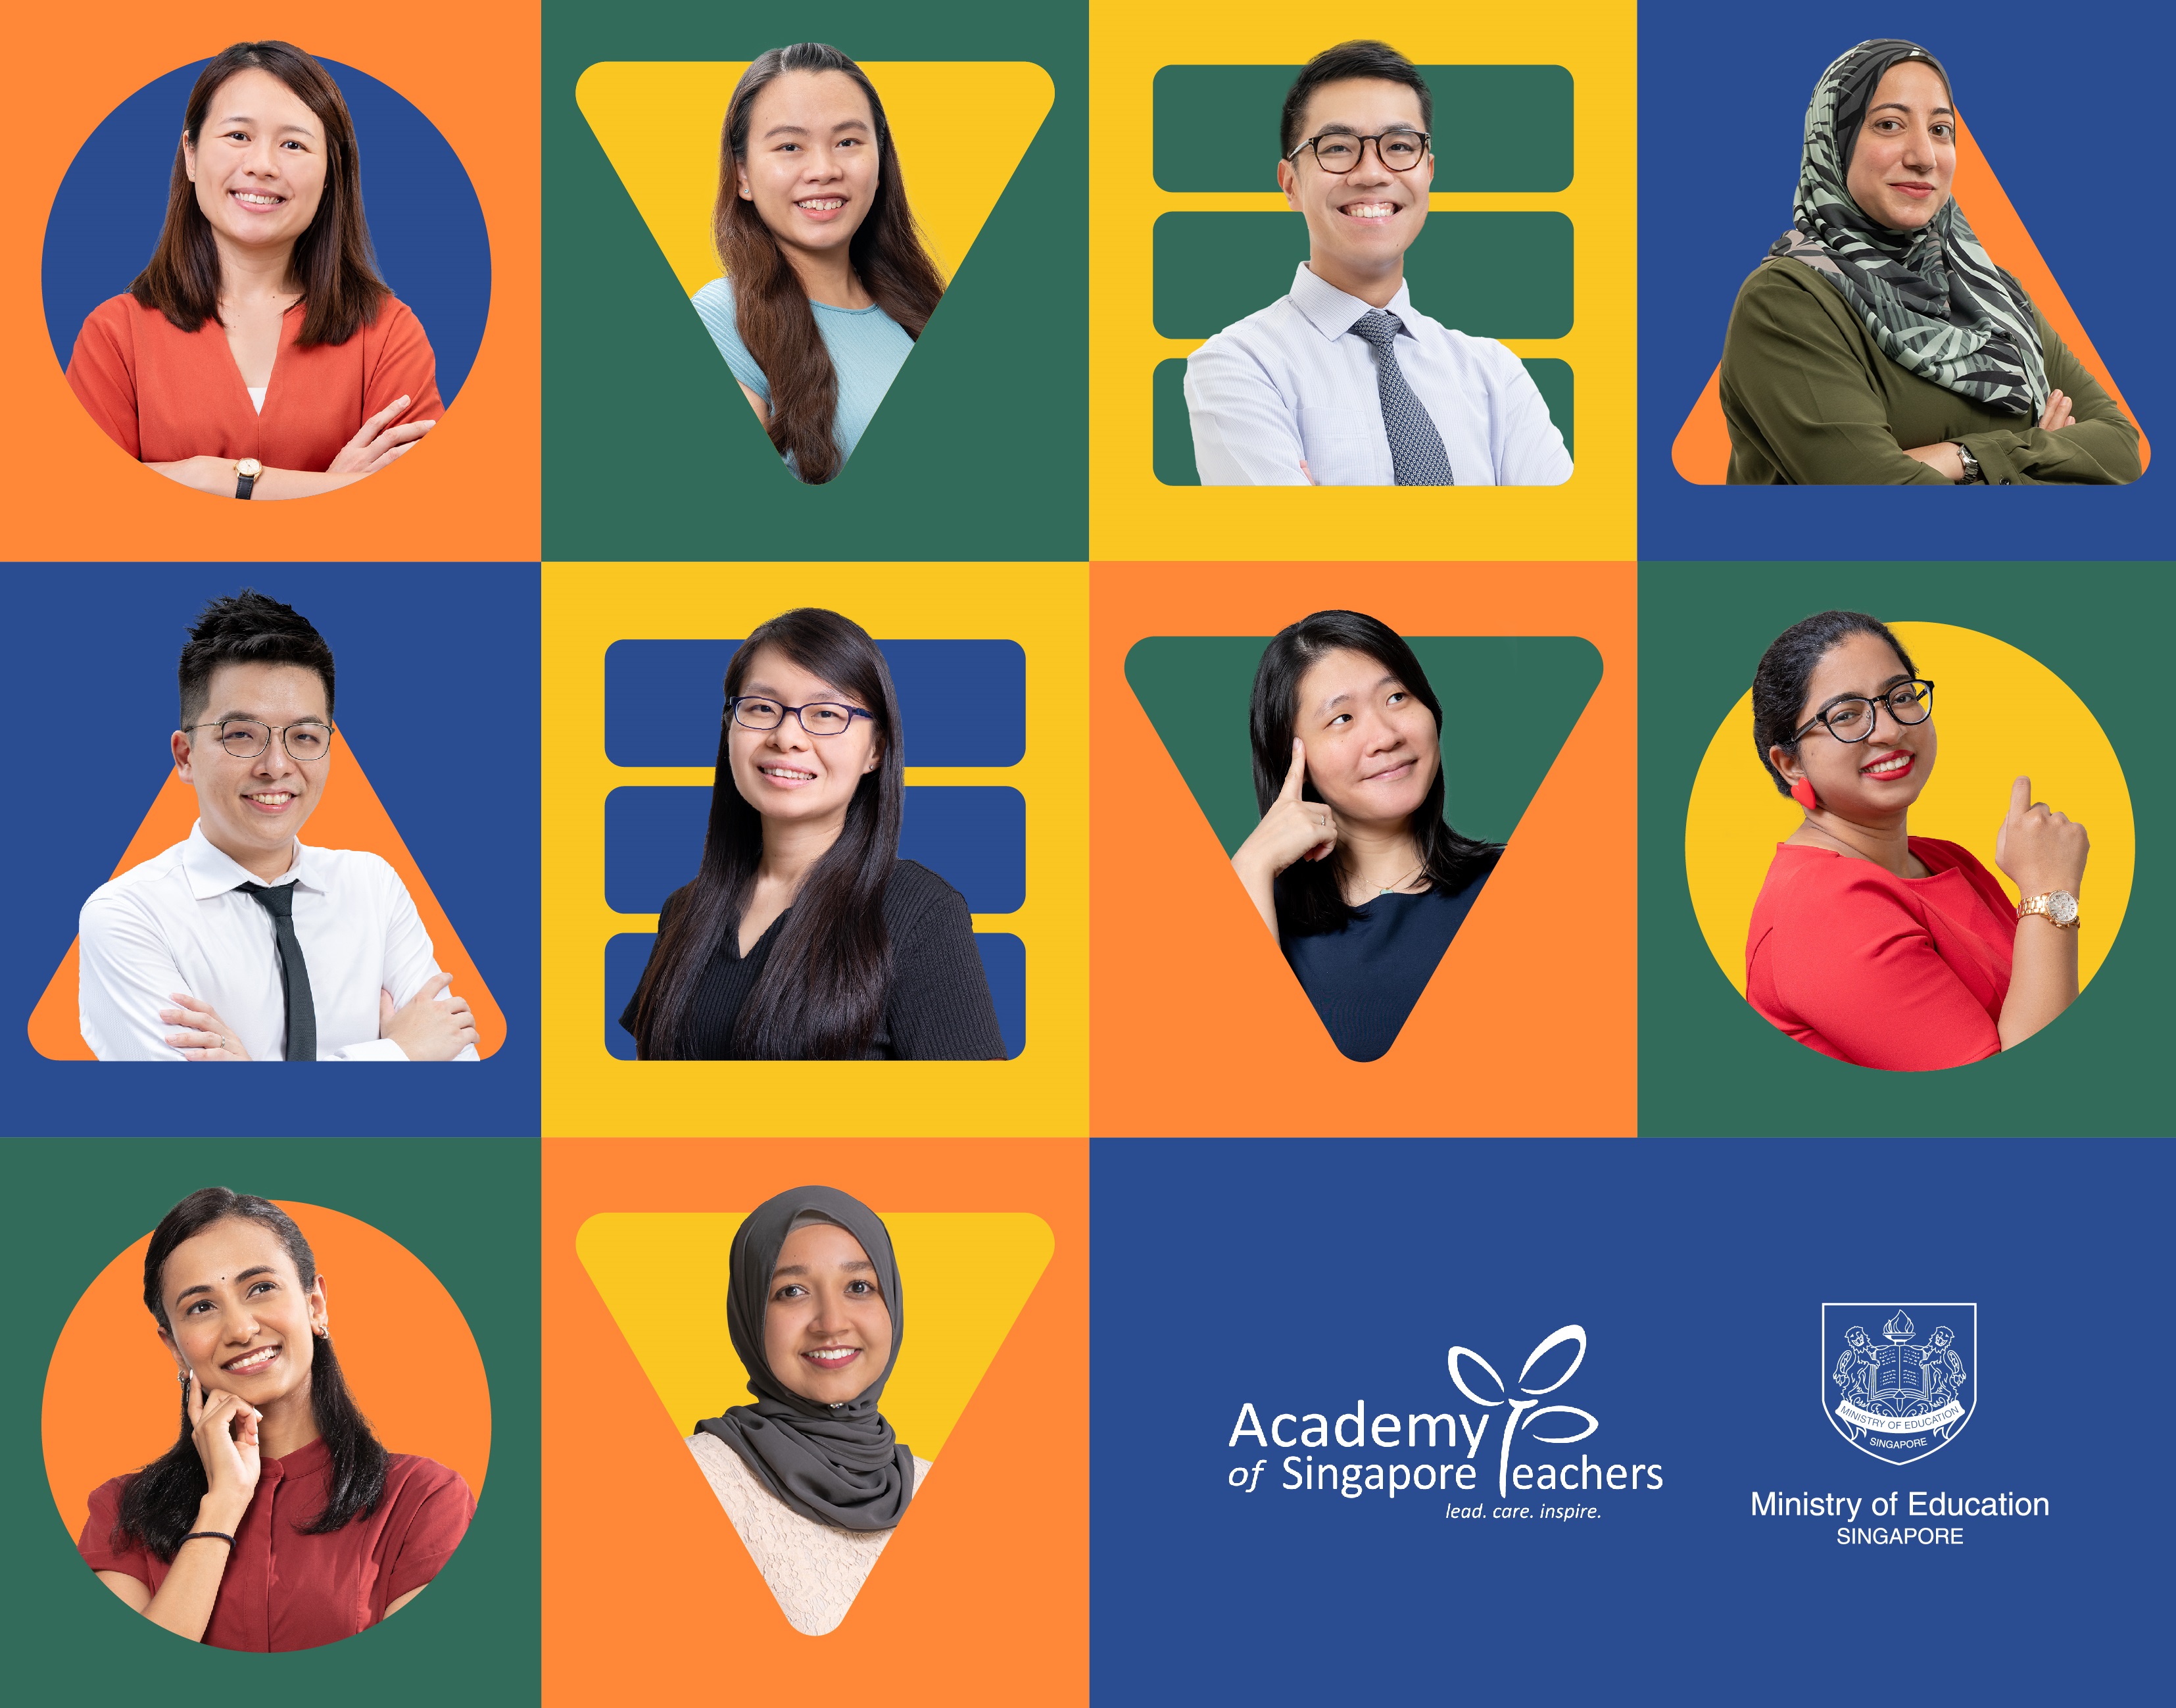 Academy
of Singapore Teachers
lead. care. inspire.
MINISTRY OF EDUCATION
SINGAPORE
Ministry of Education
SINGAPORE